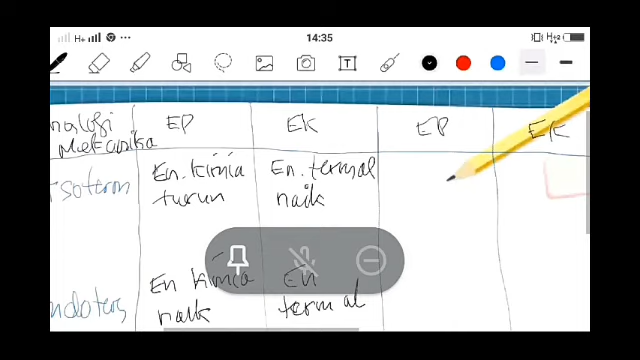 H+ ... 14:35
T
nalogi EP EK EP EK
Mekanika
soterm En. kimia En. termal
turun naik
ndoterm En kimia En
naik termal